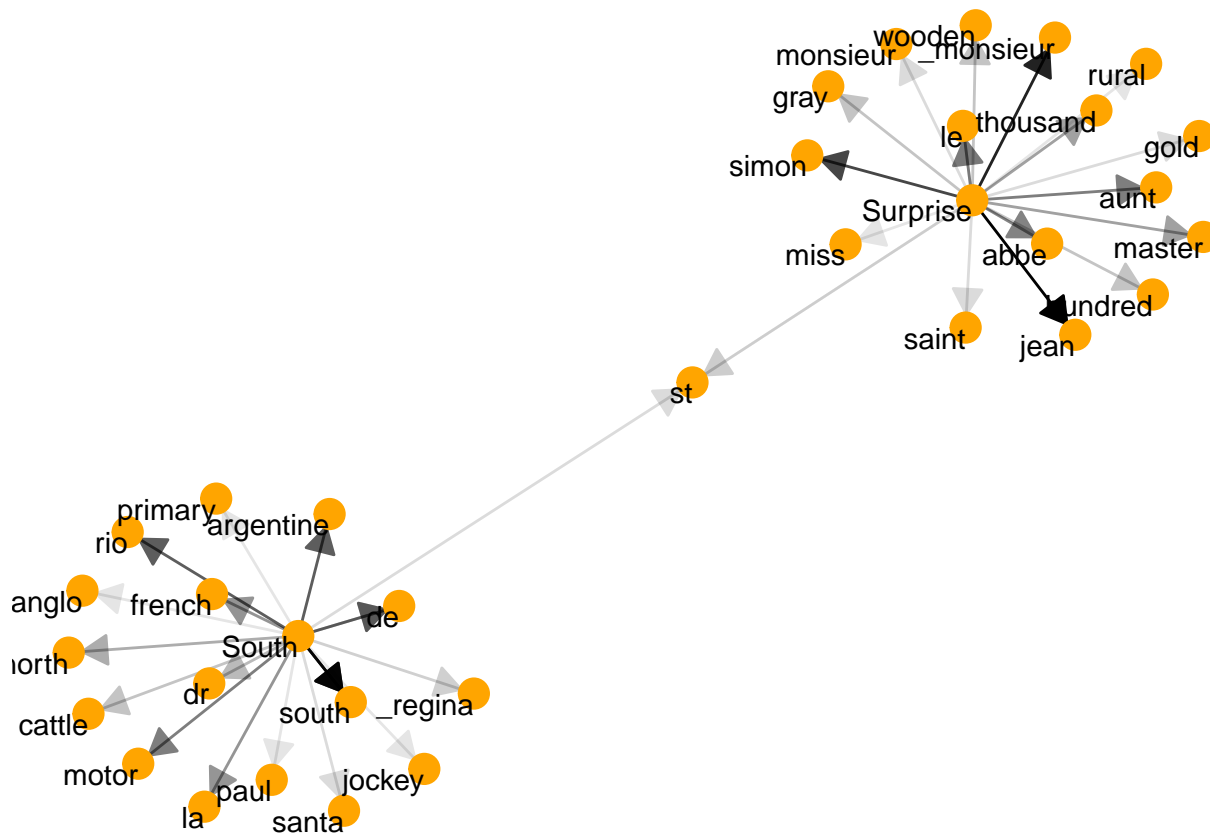 wooden
_monsieur
monsieur
rural
gray
thousand
le
gold
simon
aunt
Surprise
master
abbe
miss
hundred
saint
jean
st
primary
argentine
rio
anglo
french
de
South
north
dr
_regina
south
cattle
motor
jockey
paul
la
santa